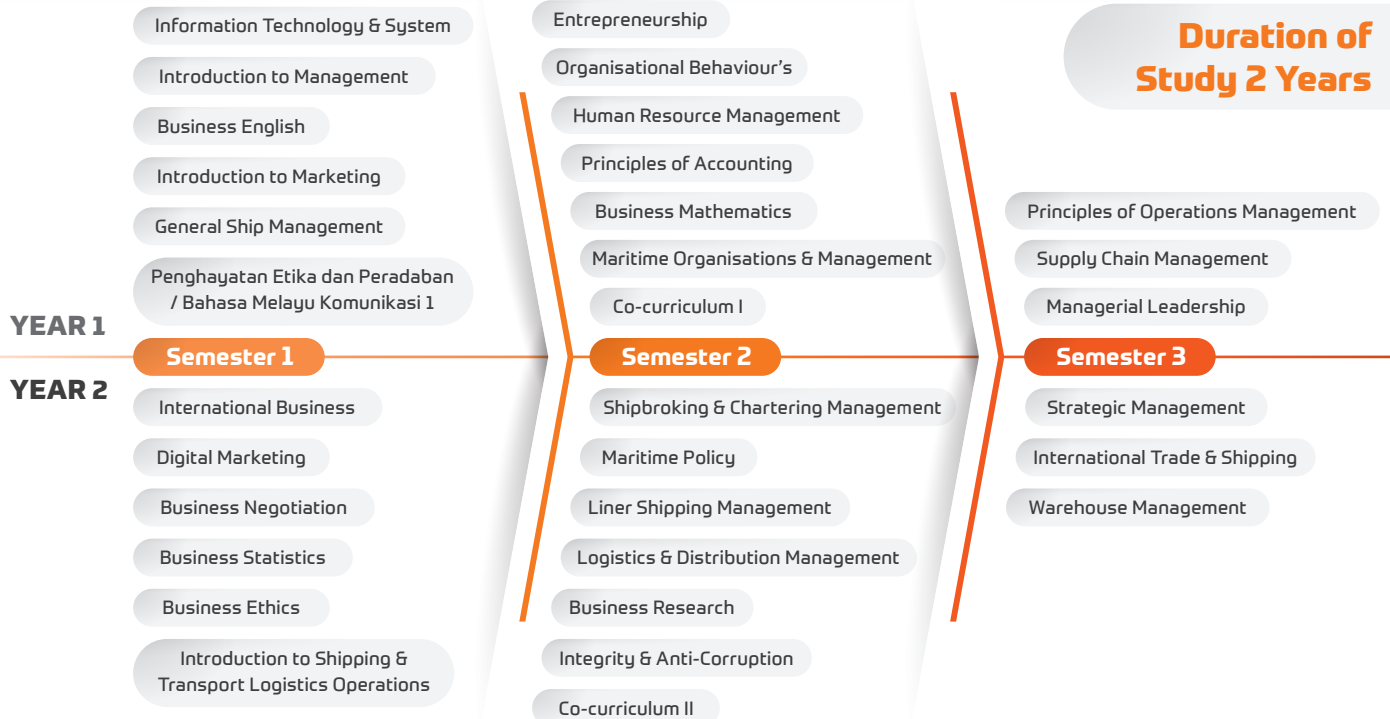 Duration of
Study 2 Years
YEAR 1
Information Technology & System
Introduction to Management
Business English
Introduction to Marketing
General Ship Management
Penghayatan Etika dan Peradaban
/ Bahasa Melayu Komunikasi 1
Entrepreneurship
Organisational Behaviour's
Human Resource Management
Principles of Accounting
Business Mathematics
Maritime Organisations & Management
Co-curriculum I
Principles of Operations Management
Supply Chain Management
Managerial Leadership
Semester 1
Semester 2
Semester 3
YEAR 2
International Business
Digital Marketing
Business Negotiation
Business Statistics
Business Ethics
Introduction to Shipping &
Transport Logistics Operations
Shipbroking & Chartering Management
Maritime Policy
Liner Shipping Management
Logistics & Distribution Management
Business Research
Integrity & Anti-Corruption
Co-curriculum II
Strategic Management
International Trade & Shipping
Warehouse Management